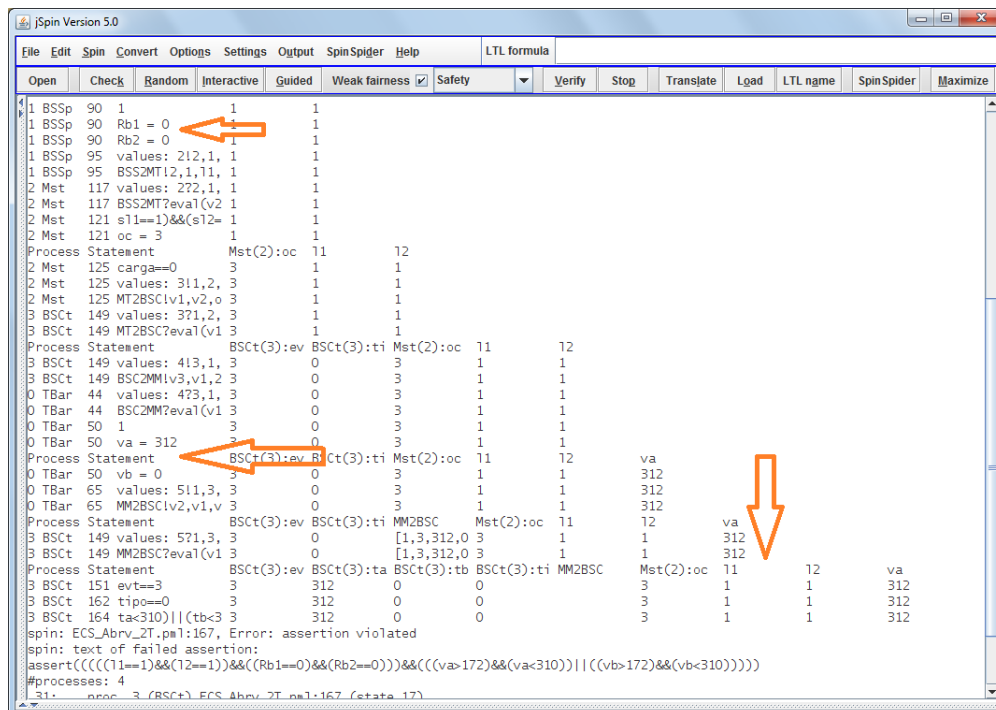 jSpin Version 5.0
File Edit Spin Convert Options Settings Output SpinSpider Help LTL formula
Open Check Random Interactive Guided Weak fairness Safety Verify Stop Translate Load LTL name SpinSpider Maximize
1 BSSp 90 1 1 1
1 BSSp 90 Rb1 = 0 1 1
1 BSSp 90 Rb2 = 0 1 1
1 BSSp 95 values: 2!2,1, 1 1
1 BSSp 95 BSS2MT!2,1,l1, 1 1
2 Mst 117 values: 2?2,1, 1 1
2 Mst 117 BSS2MT?eval(v2 1 1
2 Mst 121 sl1==1)&&(sl2= 1 1
2 Mst 121 oc = 3 1 1
Process Statement Mst(2):oc l1 l2
2 Mst 125 carga==0 3 1 1
2 Mst 125 values: 3!1,2, 3 1 1
2 Mst 125 MT2BSC!v1,v2,o 3 1 1
3 BSCt 149 values: 3?1,2, 3 1 1
3 BSCt 149 MT2BSC?eval(v1 3 1 1
Process Statement BSCt(3):ev BSCt(3):ti Mst(2):oc l1 l2
3 BSCt 149 values: 4!3,1, 3 0 3 1 1
3 BSCt 149 BSC2MM!v3,v1,2 3 0 3 1 1
0 TBar 44 values: 4?3,1, 3 0 3 1 1
0 TBar 44 BSC2MM?eval(v1 3 0 3 1 1
0 TBar 50 1 3 0 3 1 1
0 TBar 50 va = 312 3 0 3 1 1
Process Statement BSCt(3):ev BSCt(3):ti Mst(2):oc l1 l2 va
0 TBar 50 vb = 0 3 0 3 1 1 312
0 TBar 65 values: 5!1,3, 3 0 3 1 1 312
0 TBar 65 MM2BSC!v2,v1,v 3 0 3 1 1 312
Process Statement BSCt(3):ev BSCt(3):ti MM2BSC Mst(2):oc l1 l2 va
3 BSCt 149 values: 5?1,3, 3 0 [1,3,312,0 3 1 1 312
3 BSCt 149 MM2BSC?eval(v1 3 0 [1,3,312,0 3 1 1 312
Process Statement BSCt(3):ev BSCt(3):ta BSCt(3):tb BSCt(3):ti MM2BSC Mst(2):oc l1 l2 va
3 BSCt 151 evt==3 3 312 0 0 3 1 1 312
3 BSCt 162 tipo==0 3 312 0 0 3 1 1 312
3 BSCt 164 ta<310)||(tb<3 3 312 0 0 3 1 1 312
spin: ECS_Abrv_2T.pml:167, Error: assertion violated
spin: text of failed assertion:
assert(((((l1==1)&&(l2==1))&&((Rb1==0)&&(Rb2==0)))&&(((va>172)&&(va<310))||((vb>172)&&(vb<310)))))
#processes: 4
31: proc 3 (BSCt) ECS_Abrv_2T.pml:167 (state 17)